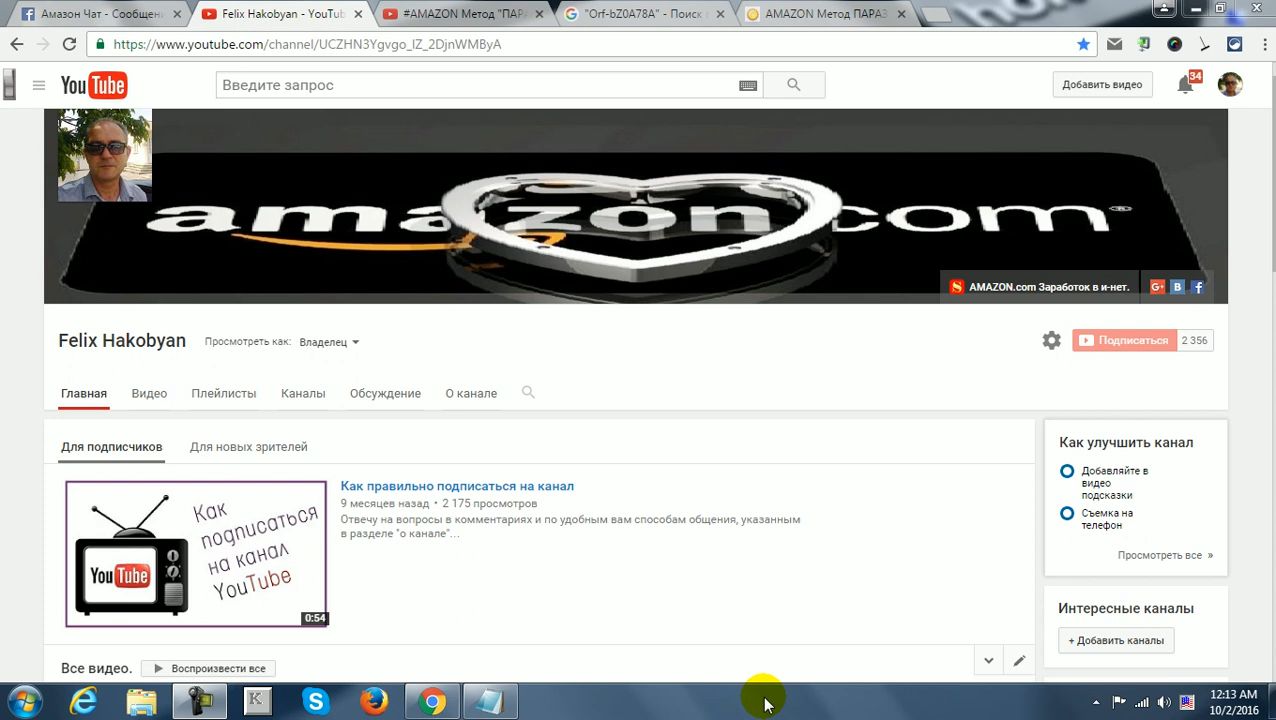 Амазон Чат - Сообщени
Felix Hakobyan - YouTub
#AMAZON Метод "ПАРА
"Orf-bZ0A78A" - Поиск в
AMAZON Метод ПАРАЗ
https://www.youtube.com/channel/UCZHN3Ygvgo_lZ_2DjnWMByA
YouTube
Введите запрос
Добавить видео
34
amazon.com®
AMAZON.com Заработок в и-нет.
G+ B f
Felix Hakobyan
Просмотреть как: Владелец
Подписаться 2 356
Главная Видео Плейлисты Каналы Обсуждение О канале
Для подписчиков Для новых зрителей
Как
подписаться
на канал
YouTube
YouTube
0:54
Как правильно подписаться на канал
9 месяцев назад • 2 175 просмотров
Отвечу на вопросы в комментариях и по удобным вам способам общения, указанным
в разделе "о канале"...
Все видео. Воспроизвести все
Как улучшить канал
Добавляйте в
видео
подсказки
Съемка на
телефон
Просмотреть все »
Интересные каналы
+ Добавить каналы
K
12:13 AM
10/2/2016